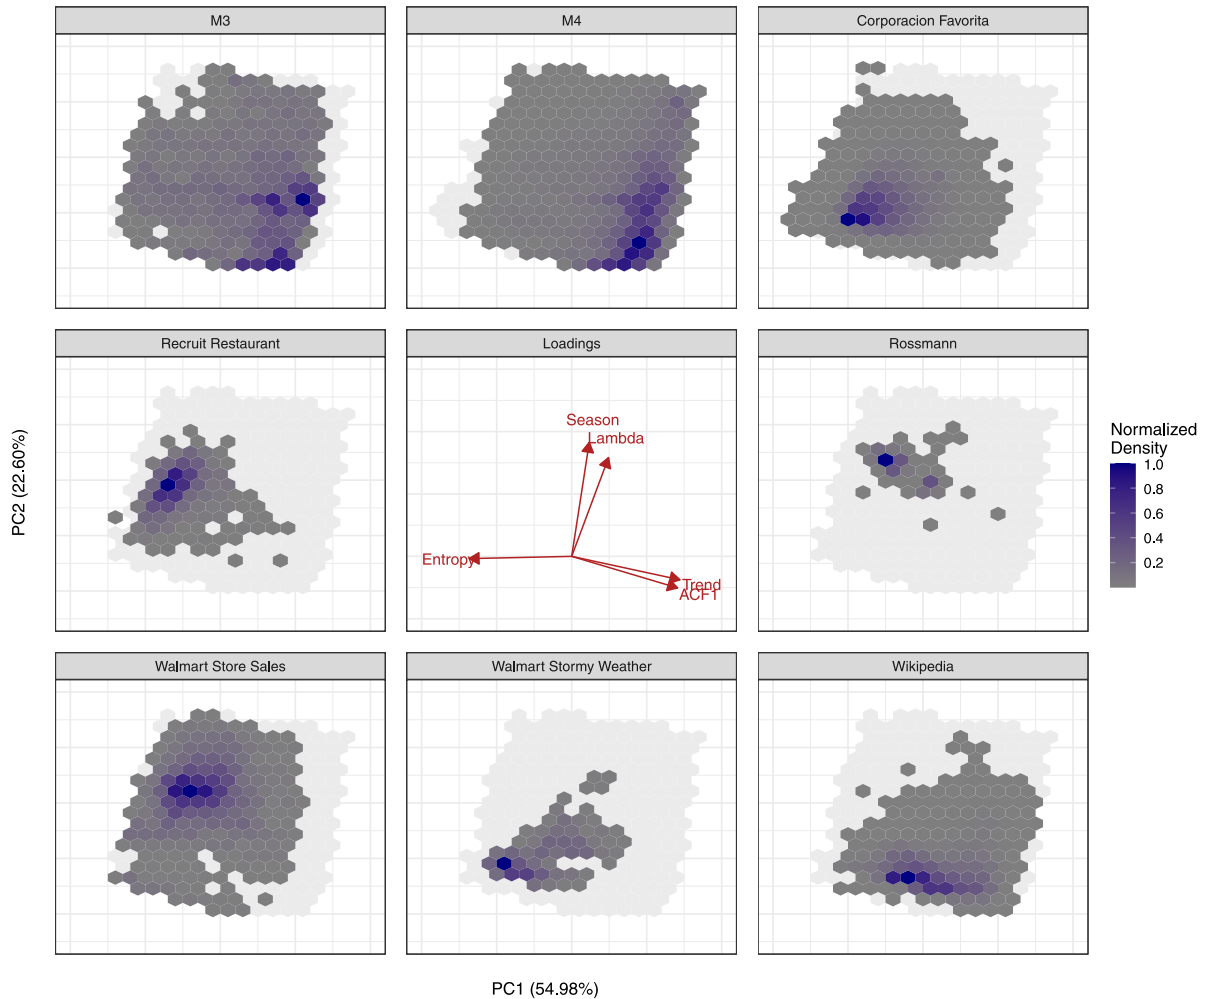 M3
M4
Corporacion Favorita
Recruit Restaurant
Loadings
Rossmann
Season
Lambda
Entropy
Trend
ACF1
Normalized
Density
1.0
0.8
0.6
0.4
0.2
Walmart Store Sales
Walmart Stormy Weather
Wikipedia
PC2 (22.60%)
PC1 (54.98%)